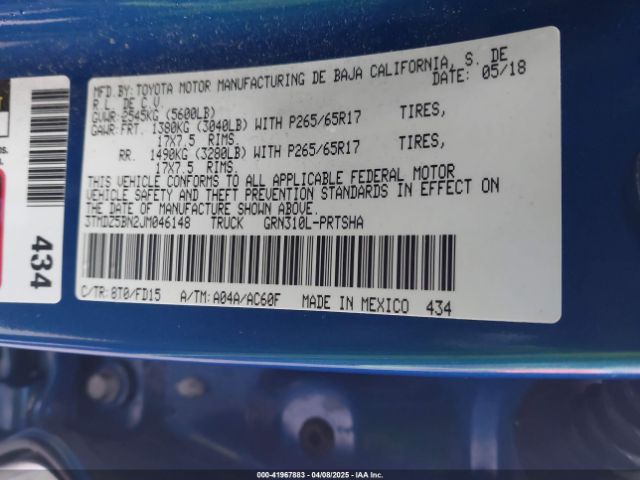 MFD.BY:TOYOTA MOTOR MANUFACTURING DE BAJA CALIFORNIA, S. DE
R.L. DE C.V. DATE: 05/18
GVWR:2545KG (5600LB)
GAWR:FRT. 1380KG (3040LB) WITH P265/65R17 TIRES,
17X7.5 RIMS.
RR. 1490KG (3280LB) WITH P265/65R17 TIRES,
17X7.5 RIMS.
THIS VEHICLE CONFORMS TO ALL APPLICABLE FEDERAL MOTOR
VEHICLE SAFETY AND THEFT PREVENTION STANDARDS IN EFFECT ON
THE DATE OF MANUFACTURE SHOWN ABOVE.
3TMDZ5BN2JM046148 TRUCK GRN310L-PRTSHA
C/TR:8T0/FD15 A/TM:A04A/AC60F MADE IN MEXICO 434
434
000-41967883 - 04/08/2025 - IAAI.CA